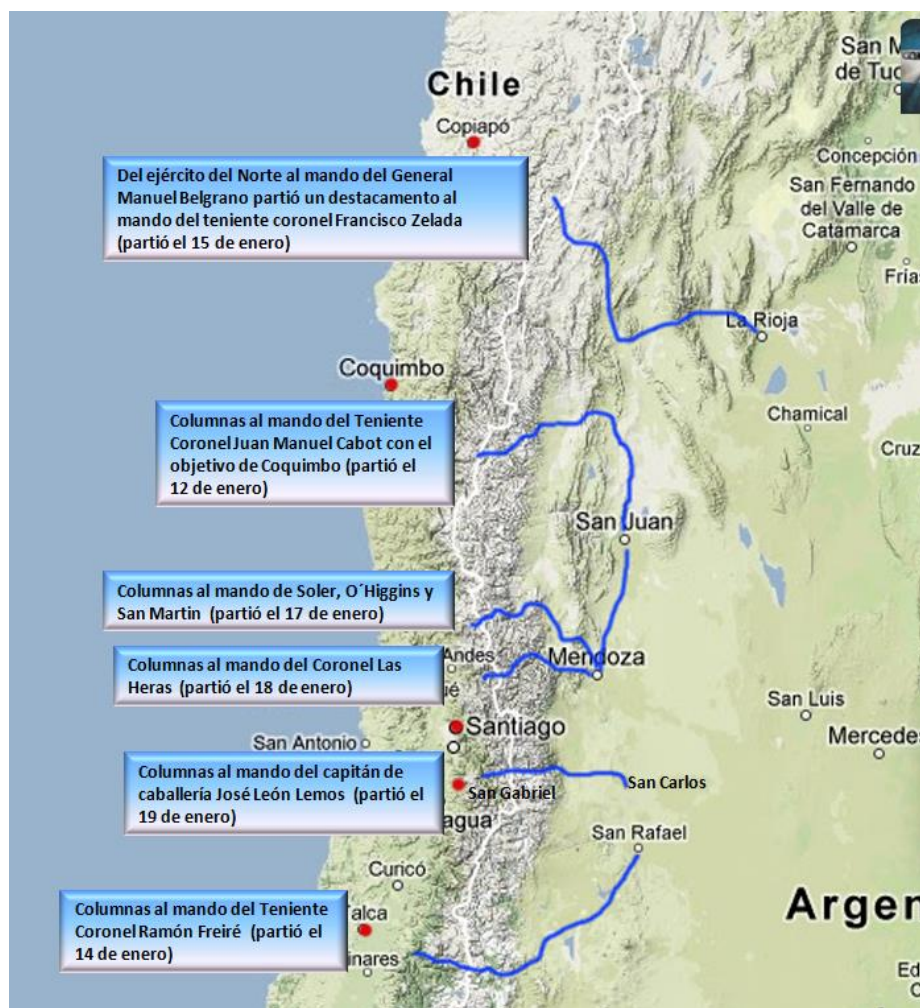 San M
de Tuc
Chile
Copiapó
Concepción
Del ejército del Norte al mando del General
Manuel Belgrano partió un destacamento al
mando del teniente coronel Francisco Zelada
(partió el 15 de enero)
San Fernando
del Valle de
Catamarca
Frías
La Rioja
Coquimbo
Chamical
Columnas al mando del Teniente
Coronel Juan Manuel Cabot con el
objetivo de Coquimbo (partió el
12 de enero)
Cruz
San Juan
Columnas al mando de Soler, O´Higgins y
San Martin (partió el 17 de enero)
Andes
Mendoza
Columnas al mando del Coronel Las
Heras (partió el 18 de enero)
ué
San Luis
Santiago
San Antonio
Mercedes
Columnas al mando del capitán de
caballería José León Lemos (partió el
19 de enero)
San Gabriel
San Carlos
agua
San Rafael
Curicó
Argen
Columnas al mando del Teniente
Coronel Ramón Freiré (partió el
14 de enero)
Talca
inares
Ed